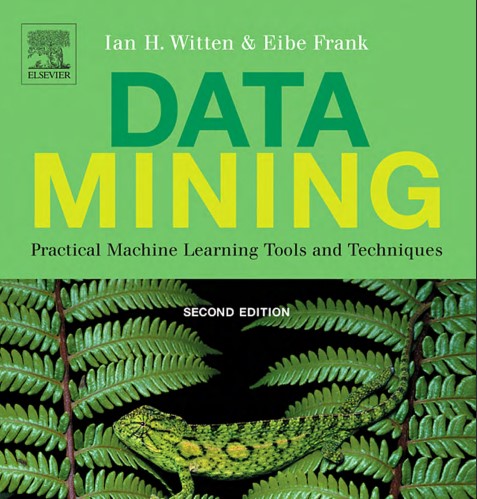 Ian H. Witten & Eibe Frank
ELSEVIER
DATA
MINING
Practical Machine Learning Tools and Techniques
SECOND EDITION